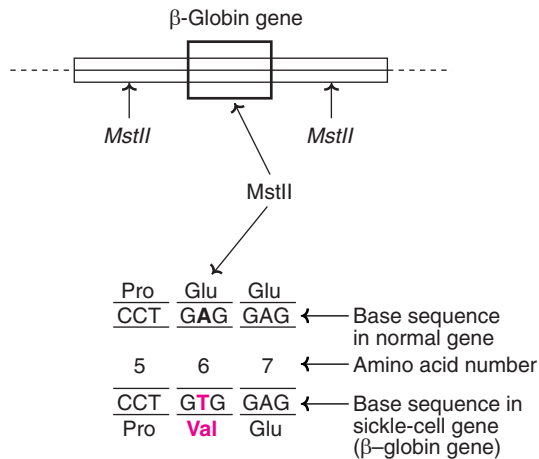 β-Globin gene
MstII MstII
MstII
Pro Glu Glu
CCT GAG GAG Base sequence
in normal gene
5 6 7 Amino acid number
CCT GTG GAG Base sequence in
Pro Val Glu sickle-cell gene
(β–globin gene)